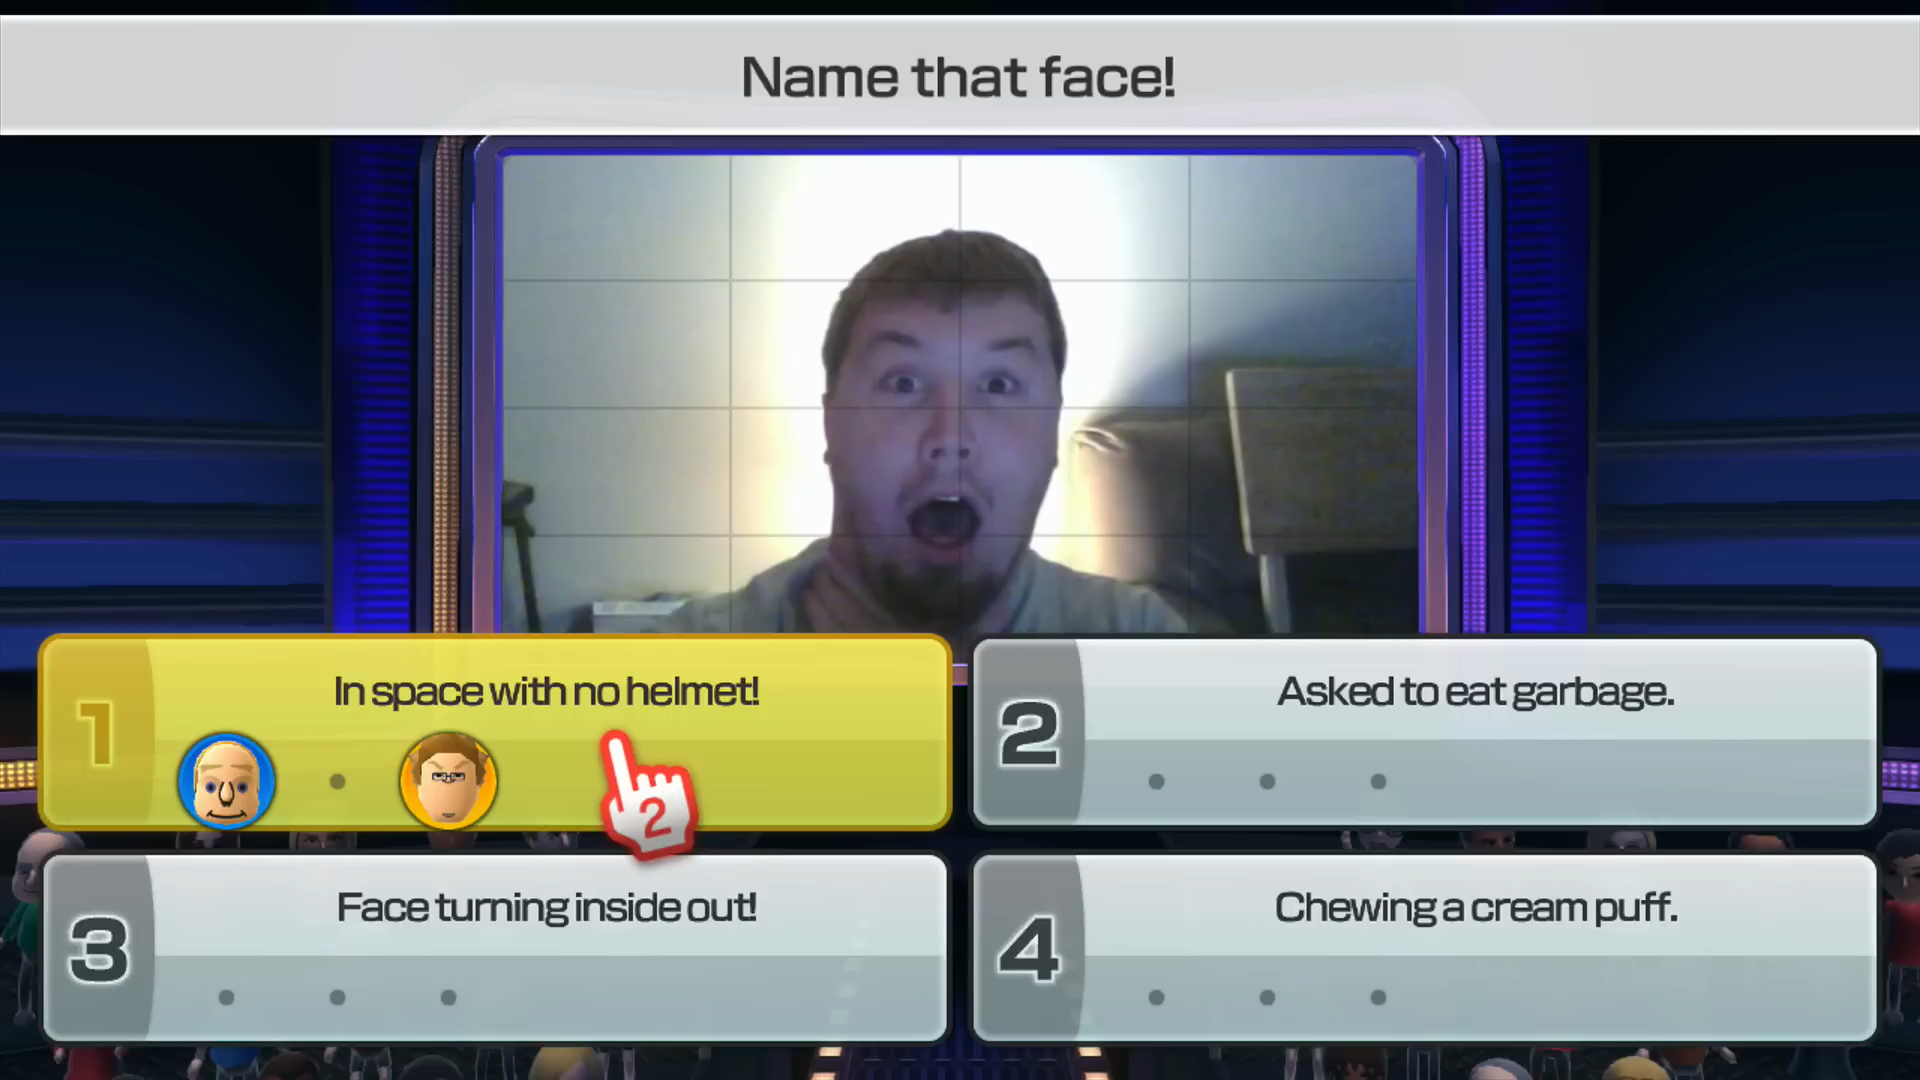 Name that face!
1
In space with no helmet!
2
2
Asked to eat garbage.
3
Face turning inside out!
4
Chewing a cream puff.